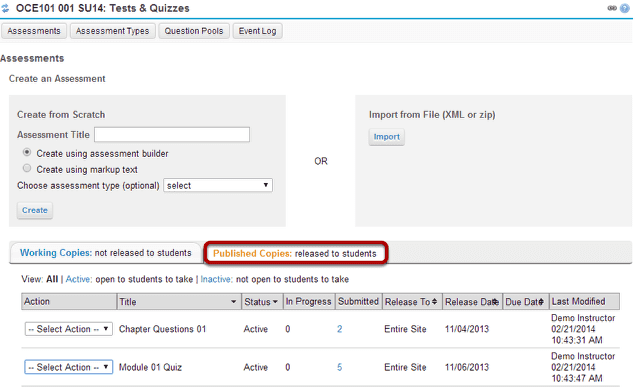 OCE101 001 SU14: Tests & Quizzes
Assessments Assessment Types Question Pools Event Log
Assessments
Create an Assessment
Create from Scratch
Assessment Title
Create using assessment builder
Create using markup text
Choose assessment type (optional) select
Create
OR
Import from File (XML or zip)
Import
Working Copies: not released to students Published Copies: released to students
View: All | Active: open to students to take | Inactive: not open to students to take
Action Title Status In Progress Submitted Release To Release Date Due Date Last Modified
-- Select Action -- Chapter Questions 01 Active 0 2 Entire Site 11/04/2013 Demo Instructor
02/21/2014
10:43:31 AM
-- Select Action -- Module 01 Quiz Active 0 5 Entire Site 11/06/2013 Demo Instructor
02/21/2014
10:43:47 AM